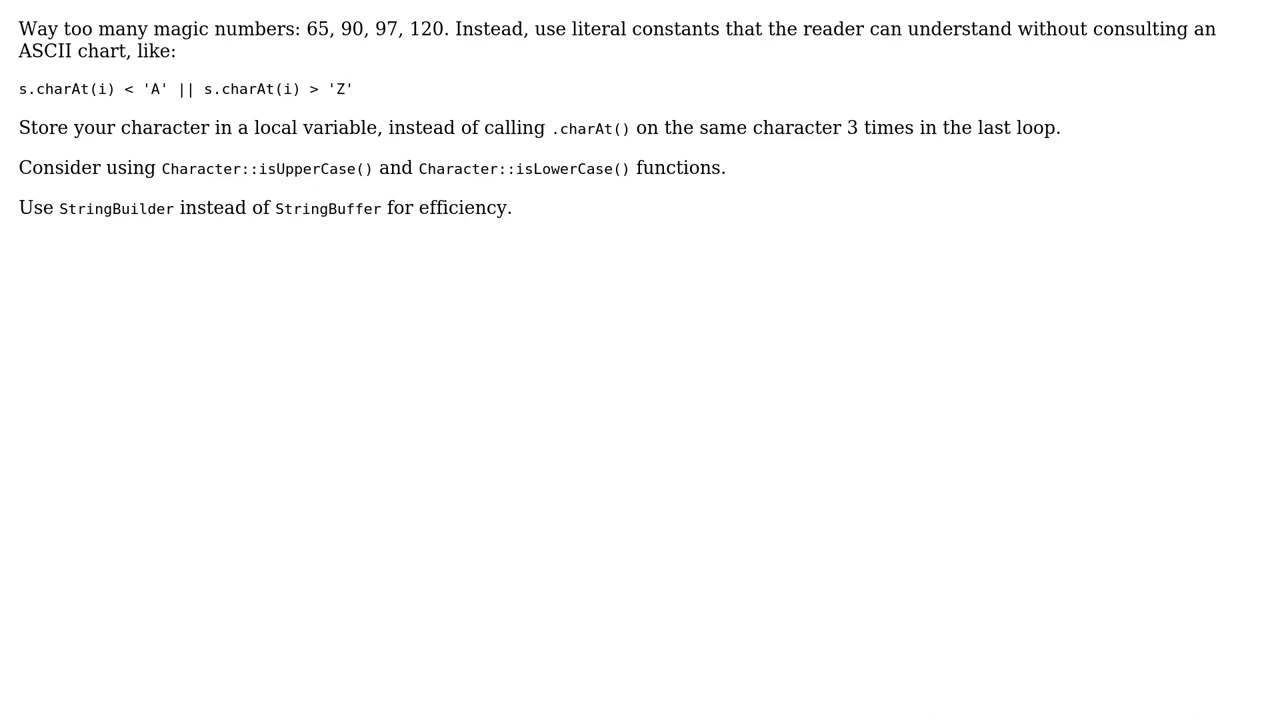 Way too many magic numbers: 65, 90, 97, 120. Instead, use literal constants that the reader can understand without consulting an
ASCII chart, like:
s.charAt(i) < 'A' || s.charAt(i) > 'Z'
Store your character in a local variable, instead of calling .charAt() on the same character 3 times in the last loop.
Consider using Character::isUpperCase() and Character::isLowerCase() functions.
Use StringBuilder instead of StringBuffer for efficiency.